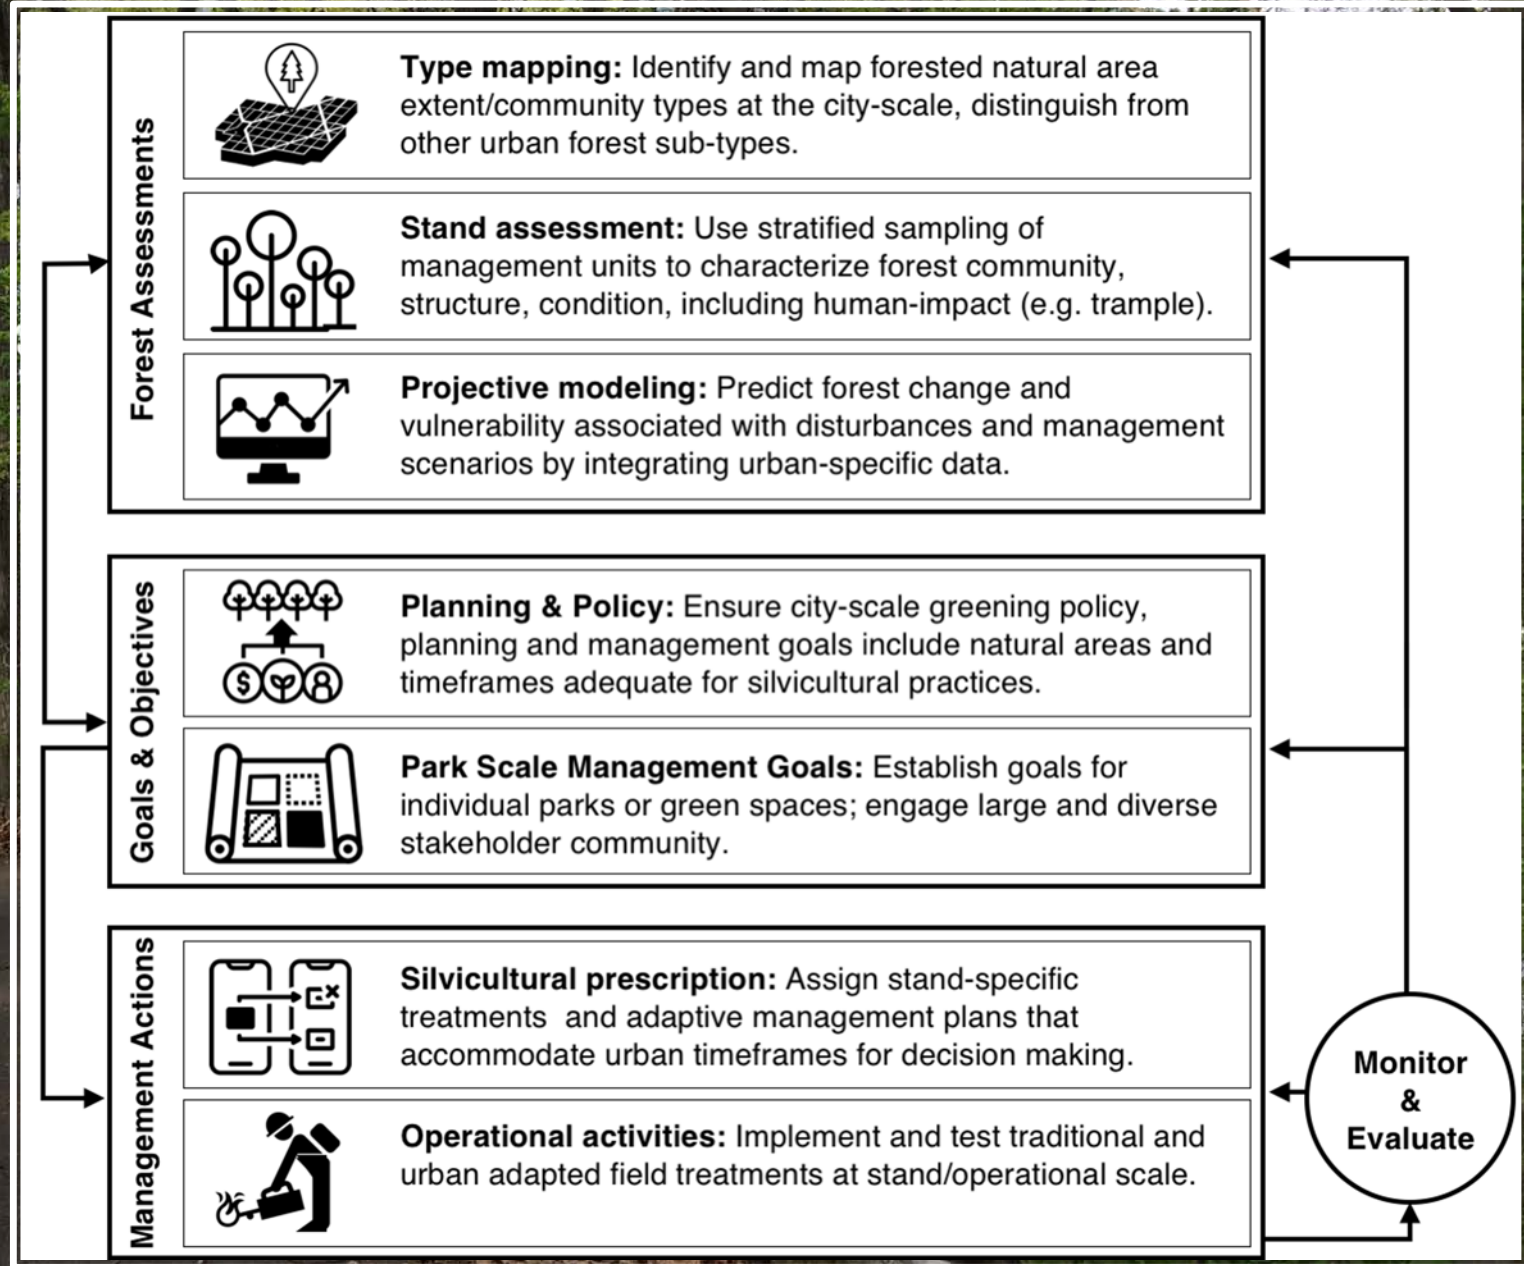 Forest Assessments
Type mapping: Identify and map forested natural area
extent/community types at the city-scale, distinguish from
other urban forest sub-types.
Stand assessment: Use stratified sampling of
management units to characterize forest community,
structure, condition, including human-impact (e.g. trample).
Projective modeling: Predict forest change and
vulnerability associated with disturbances and management
scenarios by integrating urban-specific data.
Goals & Objectives
$
Planning & Policy: Ensure city-scale greening policy,
planning and management goals include natural areas and
timeframes adequate for silvicultural practices.
Park Scale Management Goals: Establish goals for
individual parks or green spaces; engage large and diverse
stakeholder community.
Management Actions
Silvicultural prescription: Assign stand-specific
treatments  and adaptive management plans that
accommodate urban timeframes for decision making.
Operational activities: Implement and test traditional and
urban adapted field treatments at stand/operational scale.
Monitor
&
Evaluate